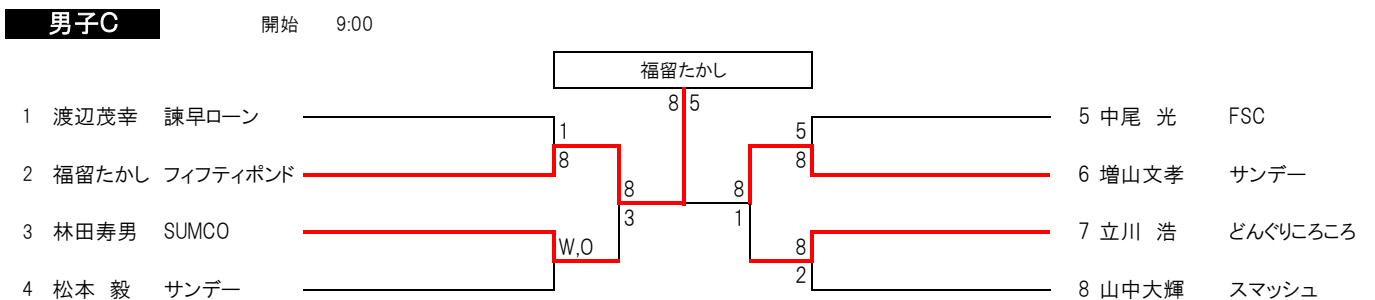 男子C 開始 9:00
福留たかし
8 5
1 渡辺茂幸 諫早ローン
5 中尾 光 FSC
1
5
8
8
2 福留たかし フィフティポンド
6 増山文孝 サンデー
8
8
3
1
3 林田寿男 SUMCO
7 立川 浩 どんぐりころころ
W,O
8
2
4 松本 毅 サンデー
8 山中大輝 スマッシュ